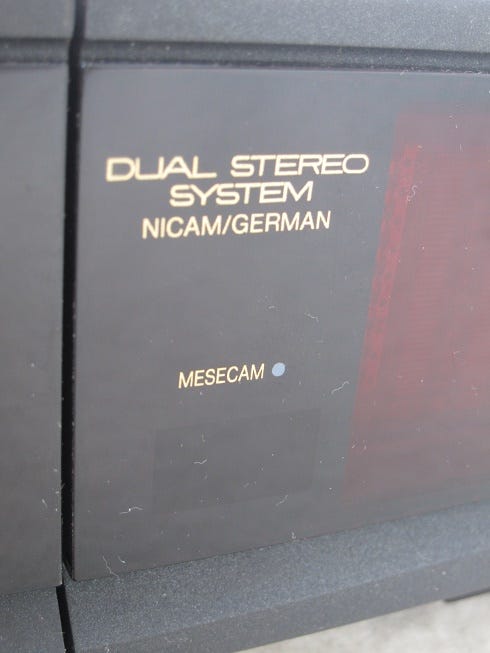 DUAL STEREO
SYSTEM
NICAM/GERMAN
MESECAM